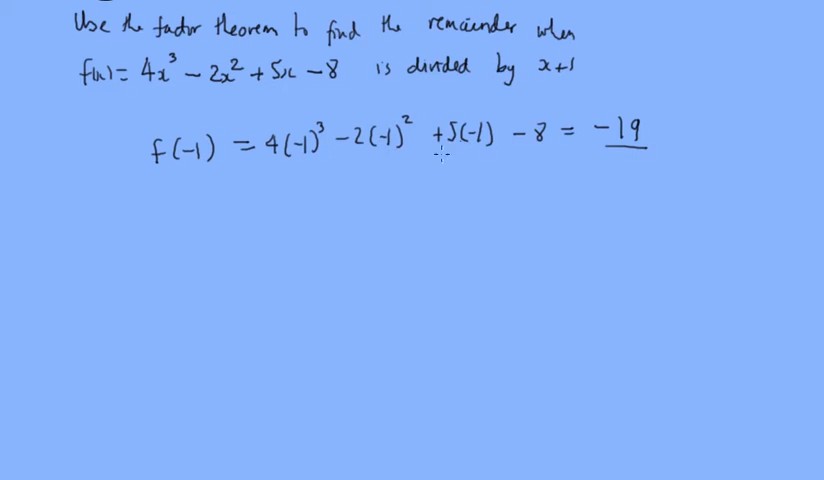 Use the factor theorem to find the remainder when
f(x) = 4x³ - 2x² + 5x - 8 is divided by x+1
f(-1) = 4(-1)³ - 2(-1)² + 5(-1) - 8 = -19